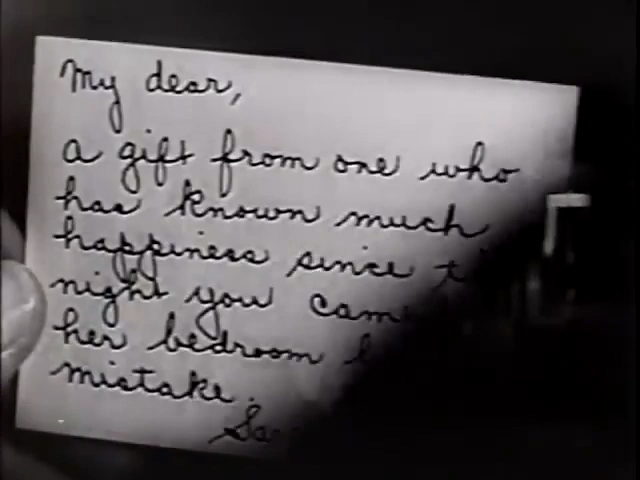 My dear,
a gift from one who
has known much
happiness since
night you
her bedroom
mistake.